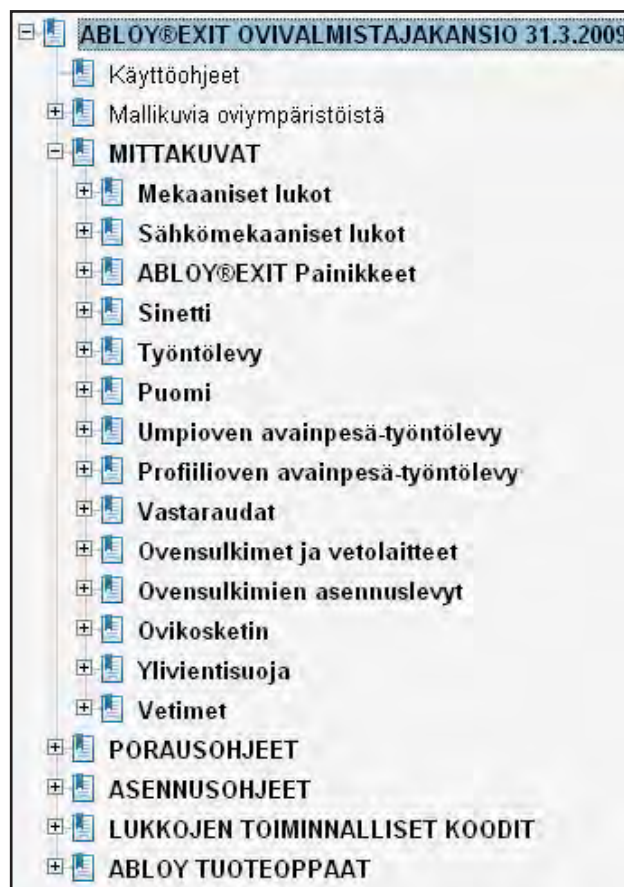 ABLOY®EXIT OVIVALMISTAJAKANSIO 31.3.2009
Käyttöohjeet
Mallikuvia oviympäristöistä
MITTAKUVAT
Mekaaniset lukot
Sähkömekaaniset lukot
ABLOY®EXIT Painikkeet
Sinetti
Työntölevy
Puomi
Umpioven avainpesä-työntölevy
Profiilioven avainpesä-työntölevy
Vastaraudat
Ovensulkimet ja vetolaitteet
Ovensulkimien asennuslevyt
Ovikosketin
Ylivientisuoja
Vetimet
PORAUSOHJEET
ASENNUSOHJEET
LUKKOJEN TOIMINNALLISET KOODIT
ABLOY TUOTEOPPAAT